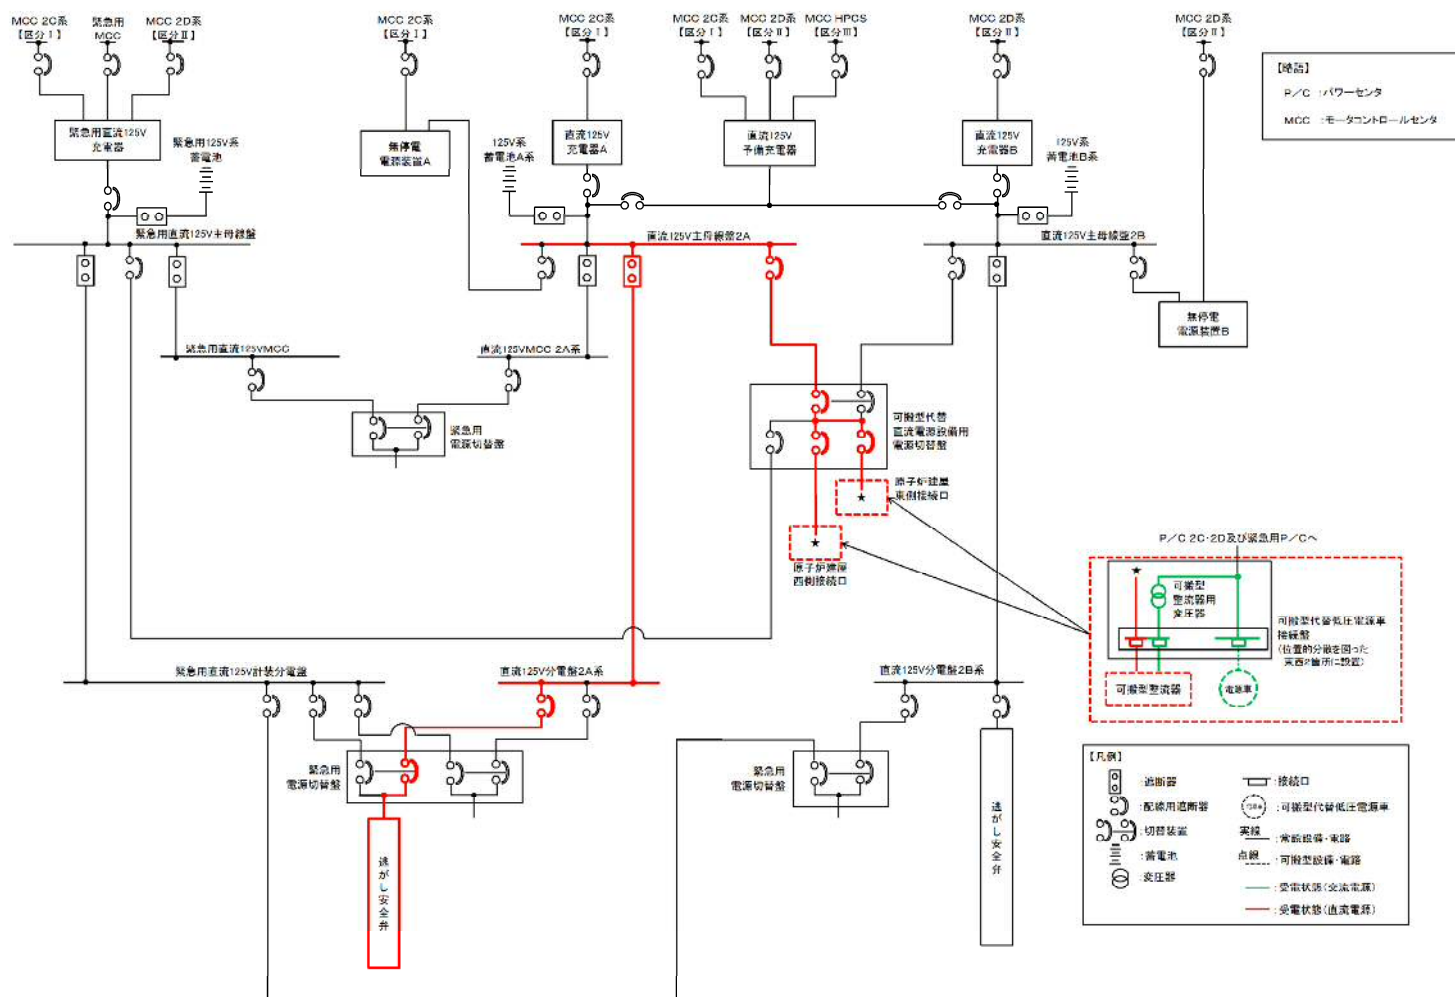 MCC 2C系
【区分Ⅰ】
緊急用
MCC
MCC 2D系
【区分Ⅱ】
MCC 2C系
【区分Ⅰ】
MCC 2C系
【区分Ⅰ】
MCC 2C系
【区分Ⅰ】
MCC 2D系
【区分Ⅱ】
MCC HPCS
【区分Ⅲ】
MCC 2D系
【区分Ⅱ】
MCC 2D系
【区分Ⅱ】
【略語】
P/C :パワーセンタ
MCC :モータコントロールセンタ
緊急用直流125V
充電器
緊急用125V系
蓄電池
無停電
電源装置A
125V系
蓄電池A系
直流125V
充電器A
直流125V
予備充電器
直流125V
充電器B
125V系
蓄電池B系
緊急用直流125V主母線盤
直流125V主母線盤2A
直流125V主母線盤2B
無停電
電源装置B
緊急用直流125VMCC
直流125VMCC 2A系
緊急用
電源切替盤
可搬型代替
直流電源設備用
電源切替盤
原子炉建屋
東側接続口
★
★
原子炉建屋
西側接続口
P/C 2C・2D及び緊急用P/Cへ
★
可搬型
整流器用
変圧器
可搬型代替低圧電源車
接続盤
(位置的分散を図った
東西2箇所に設置)
可搬型整流器
電源車
緊急用直流125V計装分電盤
直流125V分電盤2A系
直流125V分電盤2B系
緊急用
電源切替盤
緊急用
電源切替盤
逃がし安全弁
逃がし安全弁
【凡例】
:遮断器
:配線用遮断器
:切替装置
:蓄電池
:変圧器
:接続口
:可搬型代替低圧電源車
実線
:常設設備・電路
点線
:可搬型設備・電路
:受電状態(交流電源)
:受電状態(直流電源)